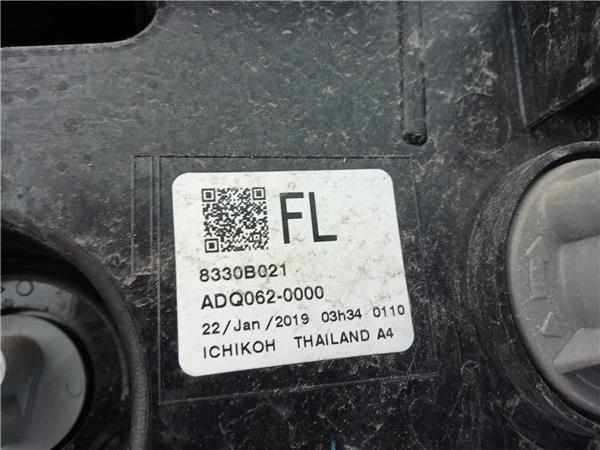 FL
8330B021
ADQ062-0000
22/Jan/2019 03h34 0110
ICHIKOH THAILAND A4